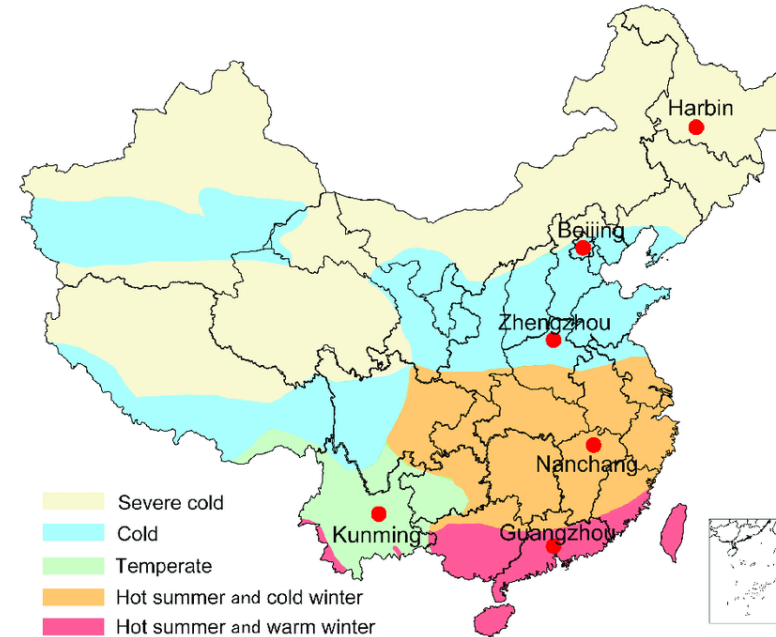 Harbin
Beijing
Zhengzhou
Nanchang
Kunming
Guangzhou
Severe cold
Cold
Temperate
Hot summer and cold winter
Hot summer and warm winter